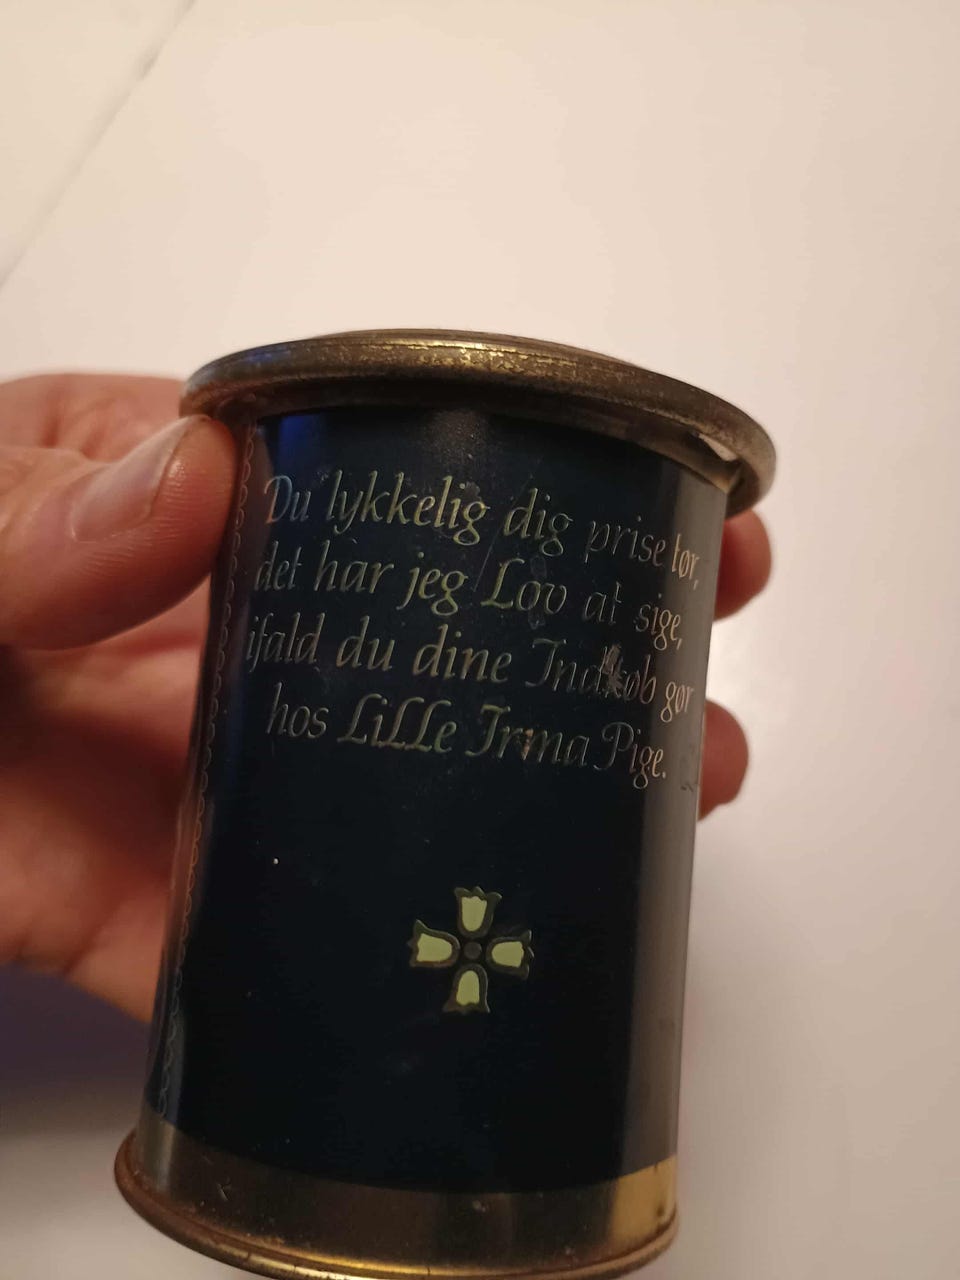 Du lykkelig dig prise tør,
det har jeg Lov at sige,
ifald du dine Indkøb gør
hos Lille Irma Pige.